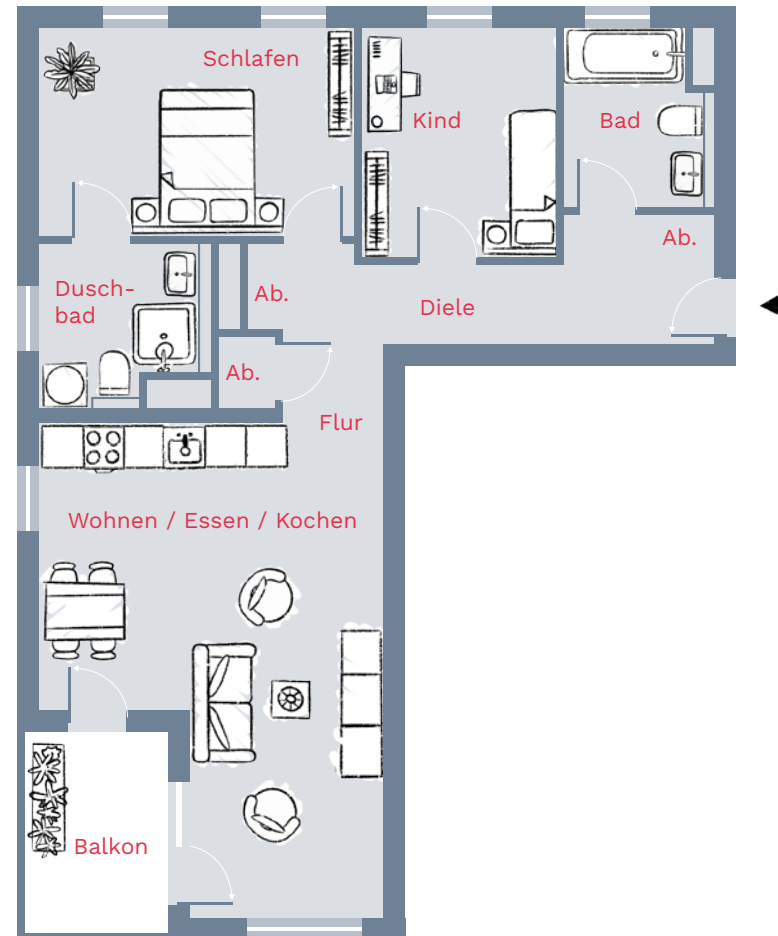 Schlafen
Kind
Bad
Ab.
Dusch-
bad
Ab.
Diele
Ab.
Flur
Wohnen / Essen / Kochen
Balkon